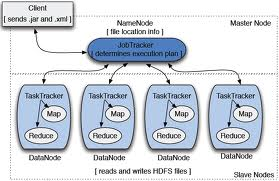 Client
[ sends .jar and .xml ]
NameNode
[ file location info ]
Master Node
JobTracker
[ determines execution plan ]
TaskTracker
Map
Reduce
DataNode
TaskTracker
Map
Reduce
DataNode
TaskTracker
Map
Reduce
DataNode
TaskTracker
Map
Reduce
DataNode
[ reads and writes HDFS files ]
Slave Nodes